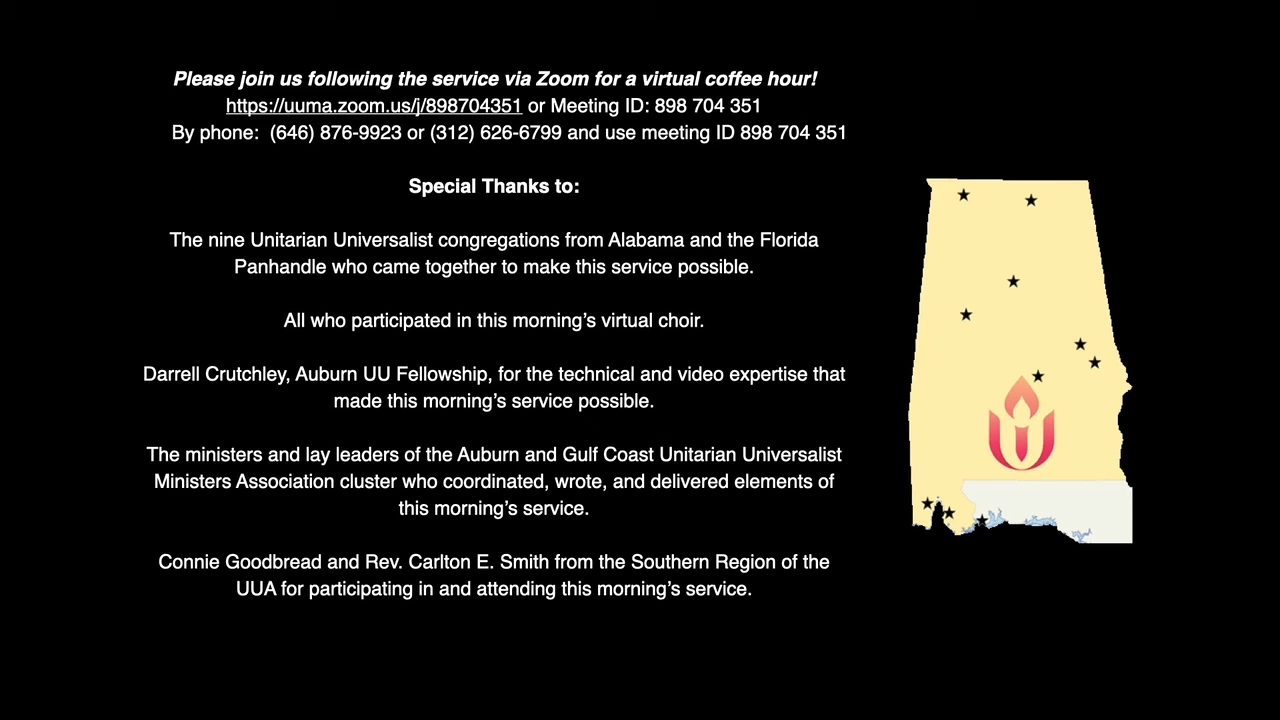 Please join us following the service via Zoom for a virtual coffee hour!
https://uuma.zoom.us/j/898704351 or Meeting ID: 898 704 351
By phone:  (646) 876-9923 or (312) 626-6799 and use meeting ID 898 704 351
Special Thanks to:
The nine Unitarian Universalist congregations from Alabama and the Florida
Panhandle who came together to make this service possible.
All who participated in this morning’s virtual choir.
Darrell Crutchley, Auburn UU Fellowship, for the technical and video expertise that
made this morning’s service possible.
The ministers and lay leaders of the Auburn and Gulf Coast Unitarian Universalist
Ministers Association cluster who coordinated, wrote, and delivered elements of
this morning’s service.
Connie Goodbread and Rev. Carlton E. Smith from the Southern Region of the
UUA for participating in and attending this morning’s service.